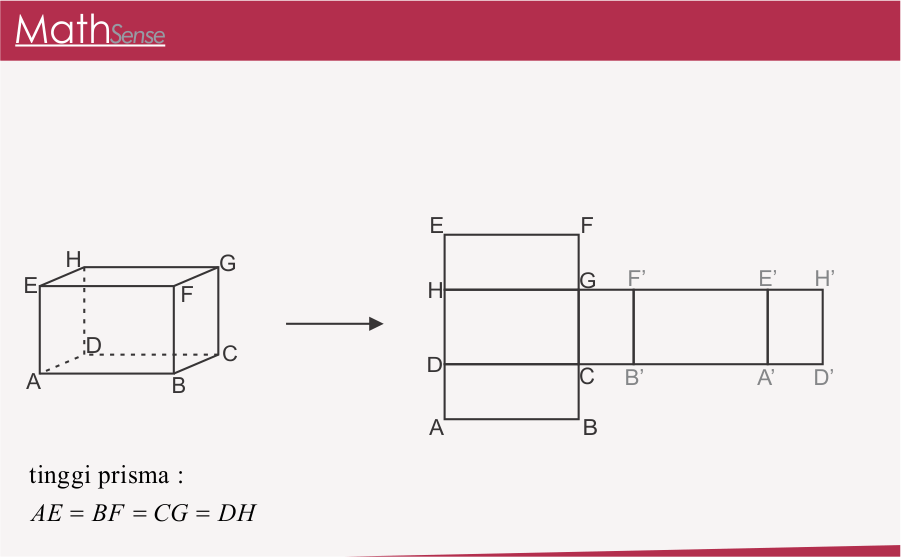 MathSense
E F
H G F’ E’ H’
H G
E F
D C
A B
D C B’ A’ D’
A B
tinggi prisma :
AE = BF = CG = DH